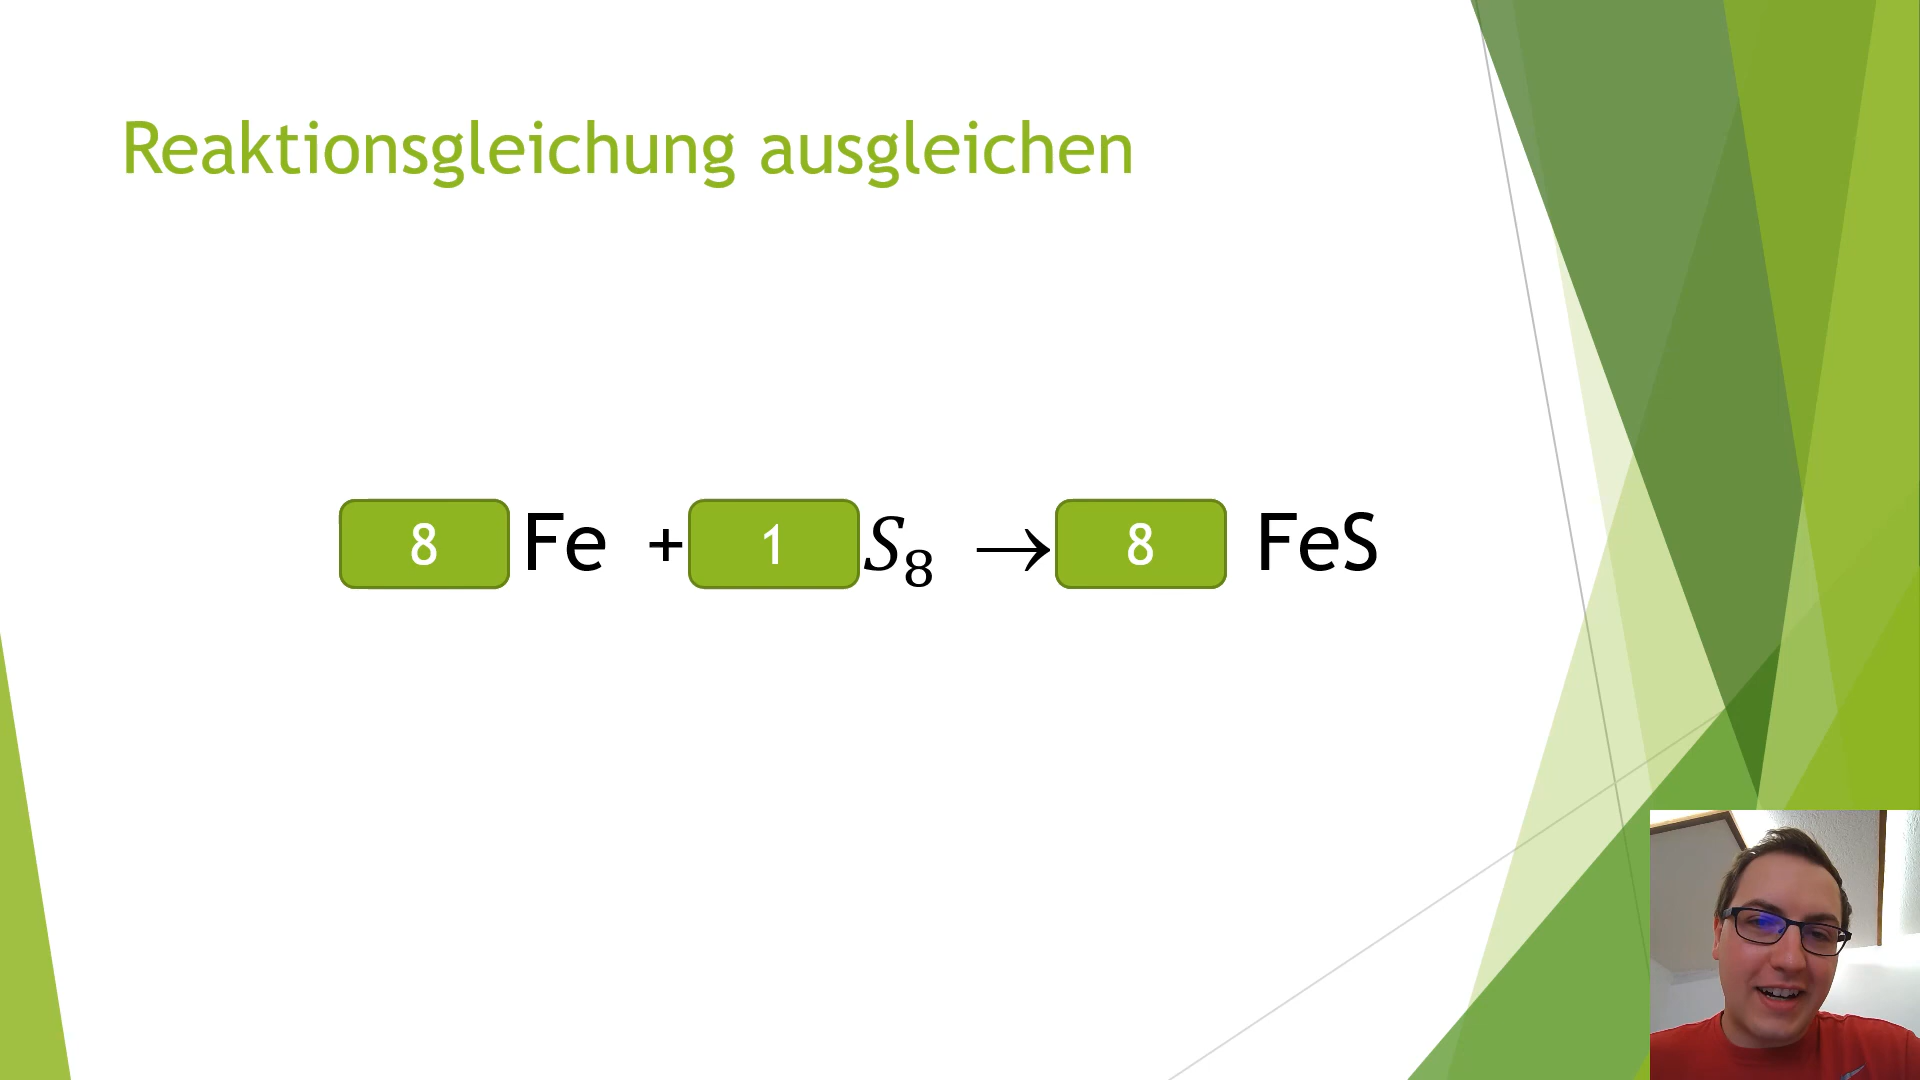 Reaktionsgleichung ausgleichen
8 Fe + 1 S₈ → 8 FeS